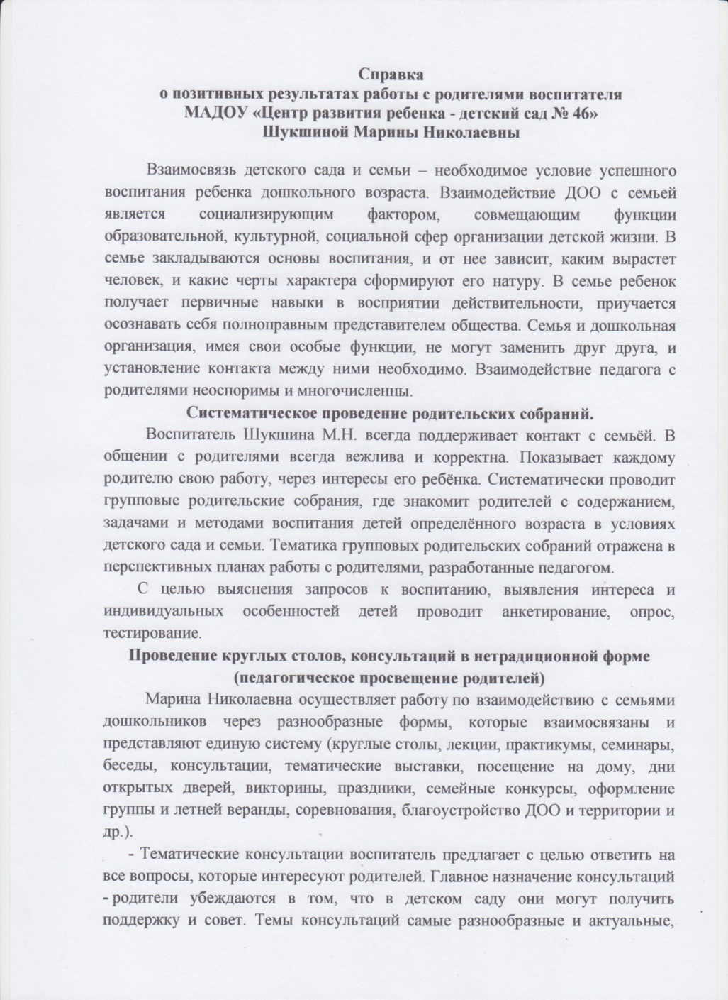 Справка
о позитивных результатах работы с родителями воспитателя
МАДОУ «Центр развития ребенка - детский сад № 46»
Шукшиной Марины Николаевны
Взаимосвязь детского сада и семьи – необходимое условие успешного
воспитания ребенка дошкольного возраста. Взаимодействие ДОО с семьей
является социализирующим фактором, совмещающим функции
образовательной, культурной, социальной сфер организации детской жизни. В
семье закладываются основы воспитания, и от нее зависит, каким вырастет
человек, и какие черты характера сформируют его натуру. В семье ребенок
получает первичные навыки в восприятии действительности, приучается
осознавать себя полноправным представителем общества. Семья и дошкольная
организация, имея свои особые функции, не могут заменить друг друга, и
установление контакта между ними необходимо. Взаимодействие педагога с
родителями неоспоримы и многочисленны.
Систематическое проведение родительских собраний.
Воспитатель Шукшина М.Н. всегда поддерживает контакт с семьёй. В
общении с родителями всегда вежлива и корректна. Показывает каждому
родителю свою работу, через интересы его ребёнка. Систематически проводит
групповые родительские собрания, где знакомит родителей с содержанием,
задачами и методами воспитания детей определённого возраста в условиях
детского сада и семьи. Тематика групповых родительских собраний отражена в
перспективных планах работы с родителями, разработанные педагогом.
С целью выяснения запросов к воспитанию, выявления интереса и
индивидуальных особенностей детей проводит анкетирование, опрос,
тестирование.
Проведение круглых столов, консультаций в нетрадиционной форме
(педагогическое просвещение родителей)
Марина Николаевна осуществляет работу по взаимодействию с семьями
дошкольников через разнообразные формы, которые взаимосвязаны и
представляют единую систему (круглые столы, лекции, практикумы, семинары,
беседы, консультации, тематические выставки, посещение на дому, дни
открытых дверей, викторины, праздники, семейные конкурсы, оформление
группы и летней веранды, соревнования, благоустройство ДОО и территории и
др.).
- Тематические консультации воспитатель предлагает с целью ответить на
все вопросы, которые интересуют родителей. Главное назначение консультаций
- родители убеждаются в том, что в детском саду они могут получить
поддержку и совет. Темы консультаций самые разнообразные и актуальные,